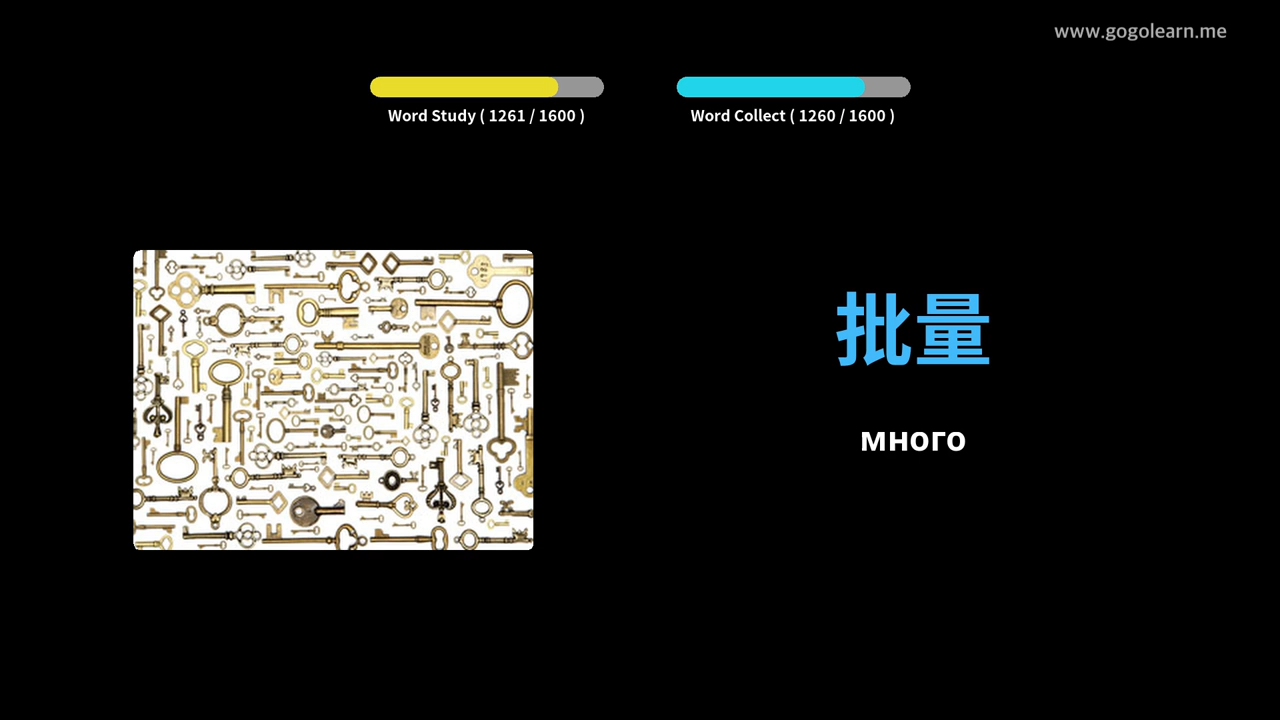 www.gogolearn.me
Word Study ( 1261 / 1600 )
Word Collect ( 1260 / 1600 )
批量
много